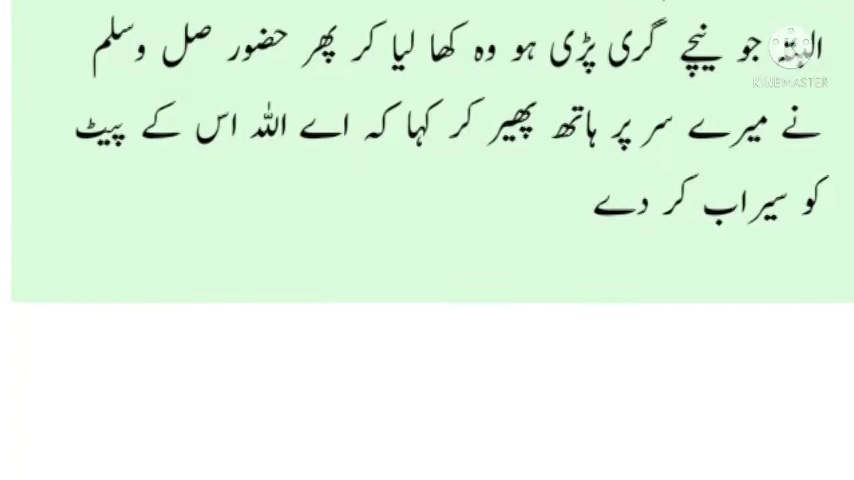 البتہ جو نیچے گری پڑی ہو وہ کھا لیا کر پھر حضور صل وسلم
نے میرے سر پر ہاتھ پھیر کر کہا کہ اے اللہ اس کے پیٹ
کو سیراب کر دے
KINEMASTER